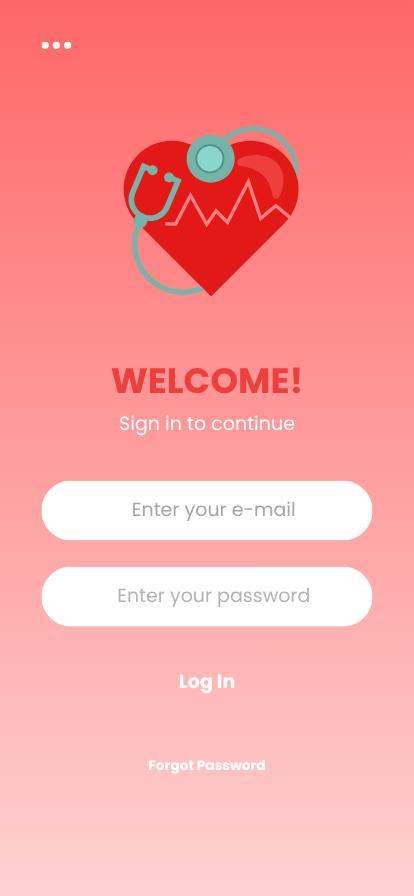 WELCOME!
Sign in to continue
Enter your e-mail
Enter your password
Log In
Forgot Password